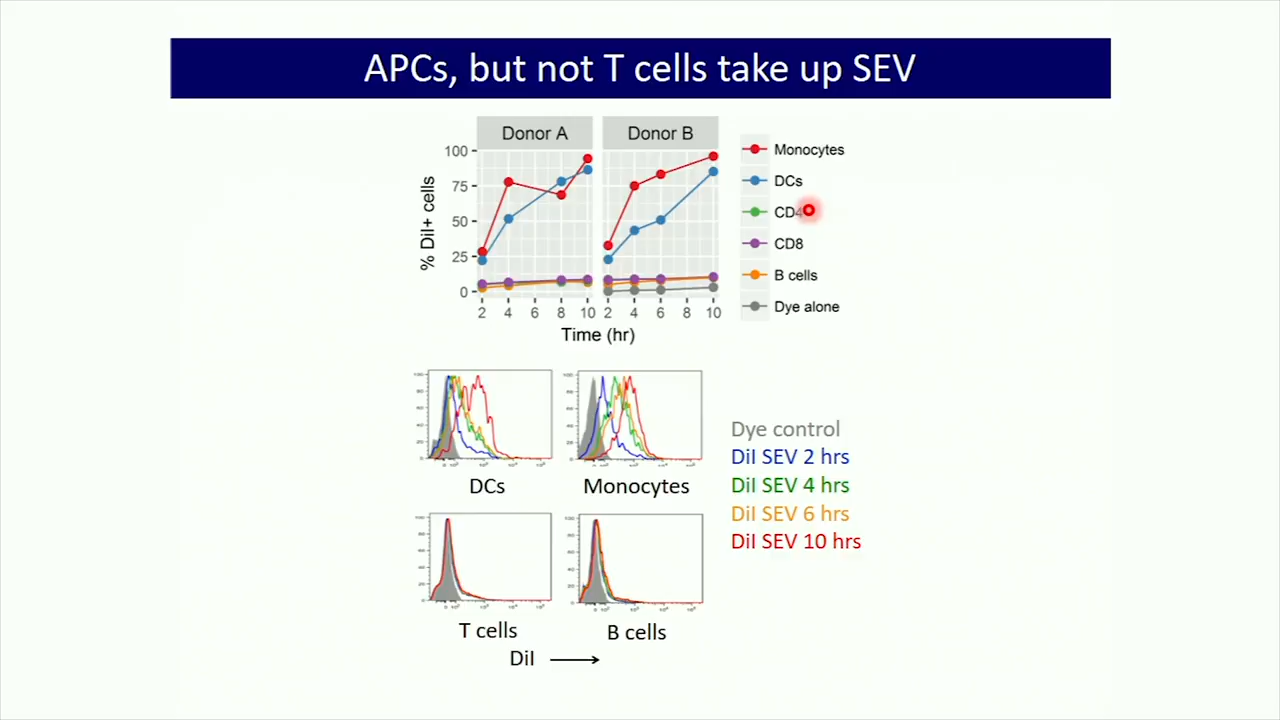 APCs, but not T cells take up SEV
Donor A
Donor B
% DiI+ cells
100
75
50
25
0
2 4 6 8 10
2 4 6 8 10
Time (hr)
Monocytes
DCs
CD4
CD8
B cells
Dye alone
DCs
Monocytes
Dye control
DiI SEV 2 hrs
DiI SEV 4 hrs
DiI SEV 6 hrs
DiI SEV 10 hrs
T cells
B cells
DiI